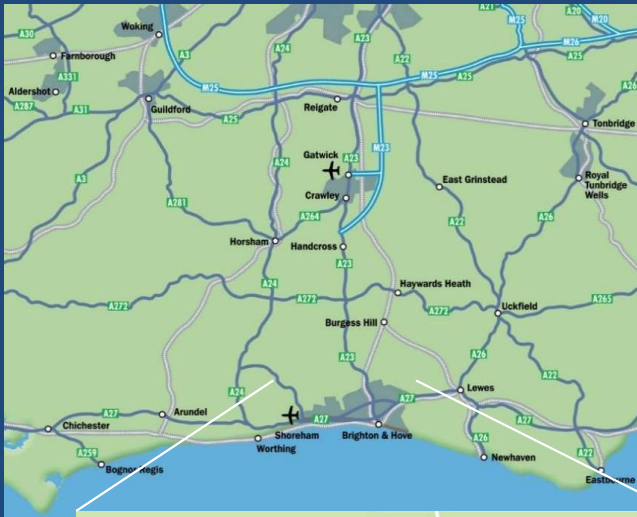 A21
A20
M20
A30
Woking
A3
A24
A23
M25
M26
Farnborough
A22
A25
A331
Aldershot
M25
M25
A25
A287
A31
Guildford
A25
Reigate
A26
Tonbridge
Gatwick
A23
M23
A24
A3
Crawley
East Grinstead
Royal
Tunbridge
Wells
A281
A264
A22
A26
Horsham
Handcross
A23
A24
Haywards Heath
A272
A272
A272
A265
Uckfield
Burgess Hill
A23
A26
A22
A24
Lewes
A27
A27
Arundel
A27
A27
Chichester
Shoreham
Brighton & Hove
Worthing
A26
A259
Newhaven
A22
Bognor Regis
Eastbourne